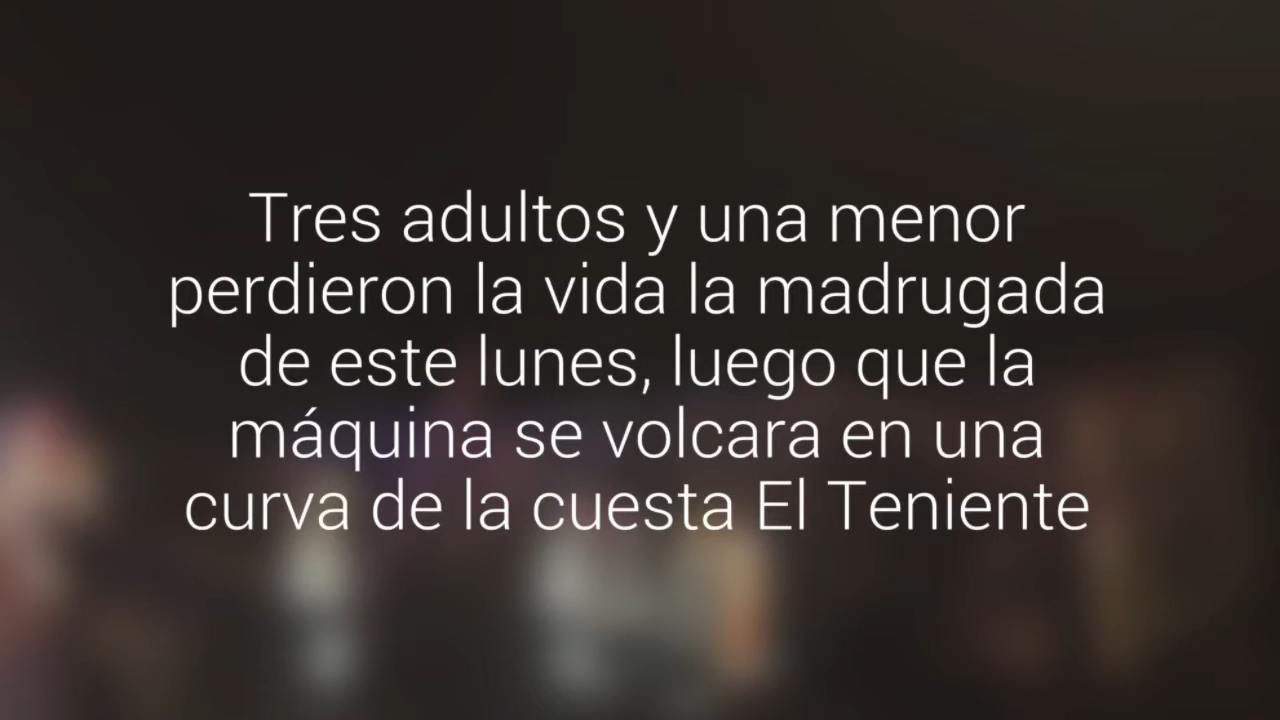 Tres adultos y una menor
perdieron la vida la madrugada
de este lunes, luego que la
máquina se volcara en una
curva de la cuesta El Teniente